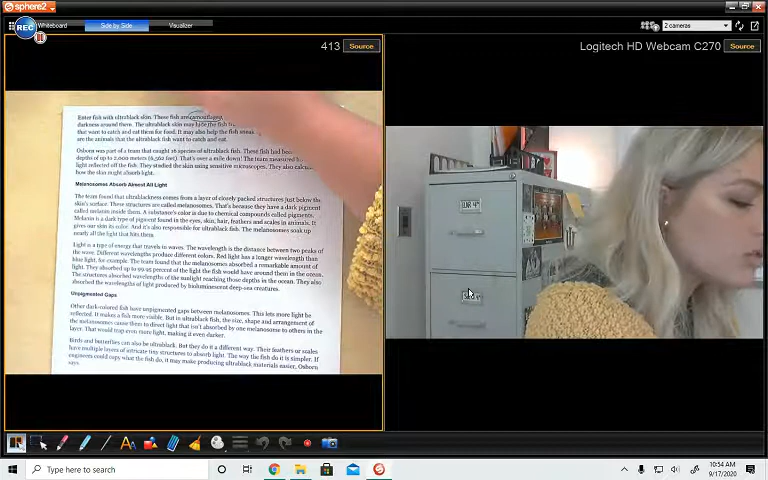 sphere2
REC
Whiteboard
Side by Side
Visualizer
2 cameras
413
Source
Logitech HD Webcam C270
Source
Enter fish with ultrablack skin. These fish are camouflaged
darkness around them. The ultrablack skin may hide the fish
that want to catch and eat them for food. It may also help the fish sneak
are the animals that the ultrablack fish want to catch and eat.
Osborn was part of a team that caught 16 species of ultrablack fish. These fish had been
depths of up to 2,000 meters (6,562 feet). That's over a mile down! The team measured
light reflected off the fish. They studied the skin using sensitive microscopes. They also
how the skin might absorb light.
Melanosomes Absorb Almost All Light
The team found that ultrablackness comes from a layer of closely packed structures just below the
skin's surface. These structures are called melanosomes. That's because they have a dark pigment
called melanin inside them. A substance's color is due to chemical compounds called pigments.
Melanin is a dark type of pigment found in the eyes, skin, hair, feathers and scales in animals. It
gives our skin its color. And it's also responsible for ultrablack skin. The melanosomes soak up
nearly all the light that hits them.
Light is a type of energy that travels in waves. The wavelength is the distance between two peaks of
the wave. Different wavelengths produce different colors. Red light has a longer wavelength than
blue light, for example. The team found that the melanosomes absorbed a remarkable amount of
light. They absorbed up to 99.95 percent of the light the fish would have around them in the ocean.
The structures absorbed wavelengths of the sunlight reaching those depths in the ocean. They also
absorbed the wavelengths of light produced by bioluminescent deep-sea creatures.
Unpigmented Gaps
Other dark-colored fish have unpigmented gaps between melanosomes. This lets more light be
reflected. It makes a fish more visible. But in ultrablack fish, the size, shape and arrangement of
the melanosomes cause them to direct light that isn't absorbed by one melanosome to others in the
layer. That would trap even more light, making it even darker.
Birds and butterflies can also be ultrablack. But they do it a different way. Their feathers or scales
have multiple layers of intricate tiny structures to absorb light. The way the fish do it is simpler. If
engineers could copy what the fish do, it may make producing ultrablack materials easier, Osborn
says.
Type here to search
10:54 AM
9/17/2020